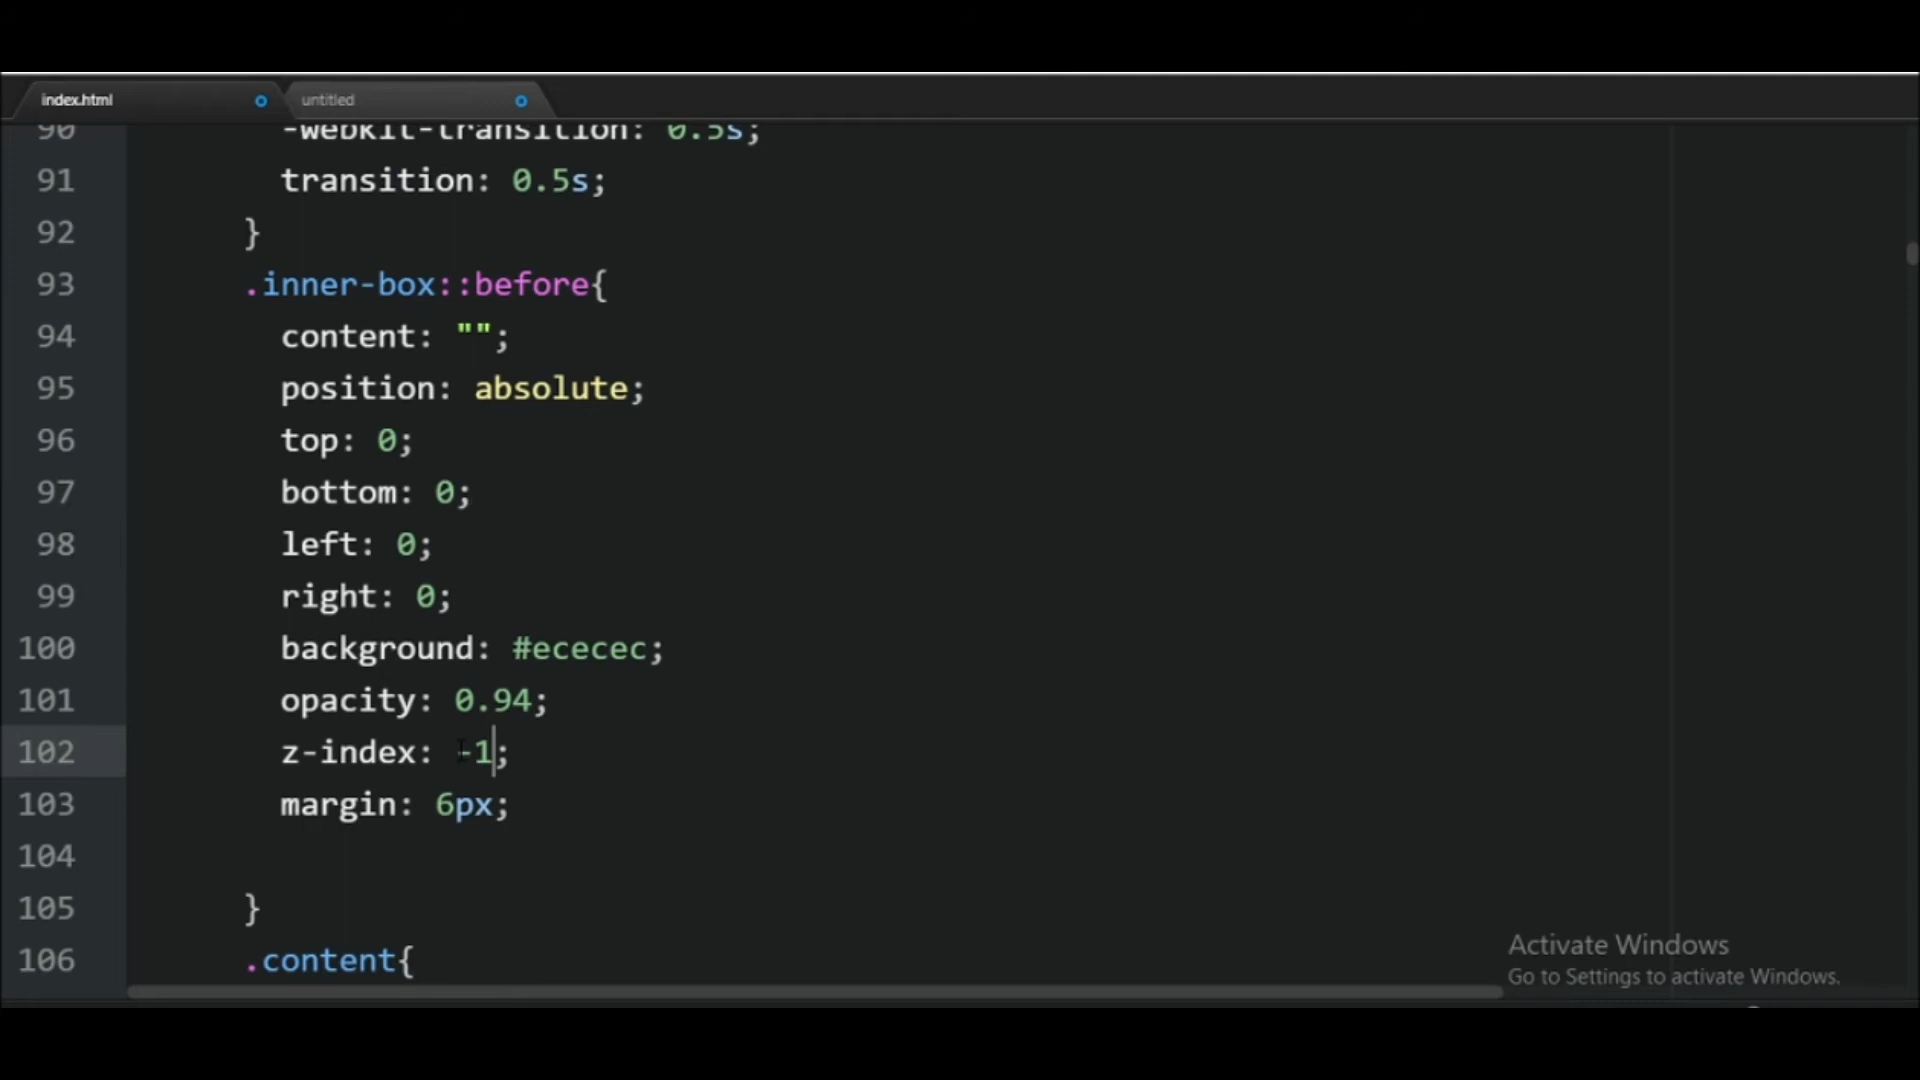 index.html untitled
90 -webkit-transition: 0.5s;
91 transition: 0.5s;
92 }
93 .inner-box::before{
94 content: "";
95 position: absolute;
96 top: 0;
97 bottom: 0;
98 left: 0;
99 right: 0;
100 background: #ececec;
101 opacity: 0.94;
102 z-index: -1;
103 margin: 6px;
104
105 }
106 .content{
Activate Windows
Go to Settings to activate Windows.